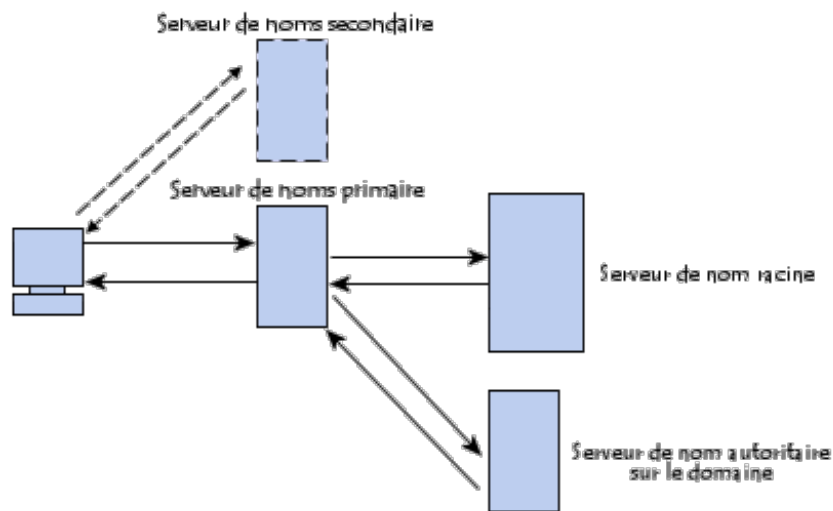 Serveur de noms secondaire
Serveur de noms primaire
Serveur de nom racine
Serveur de nom autoritaire
sur le domaine